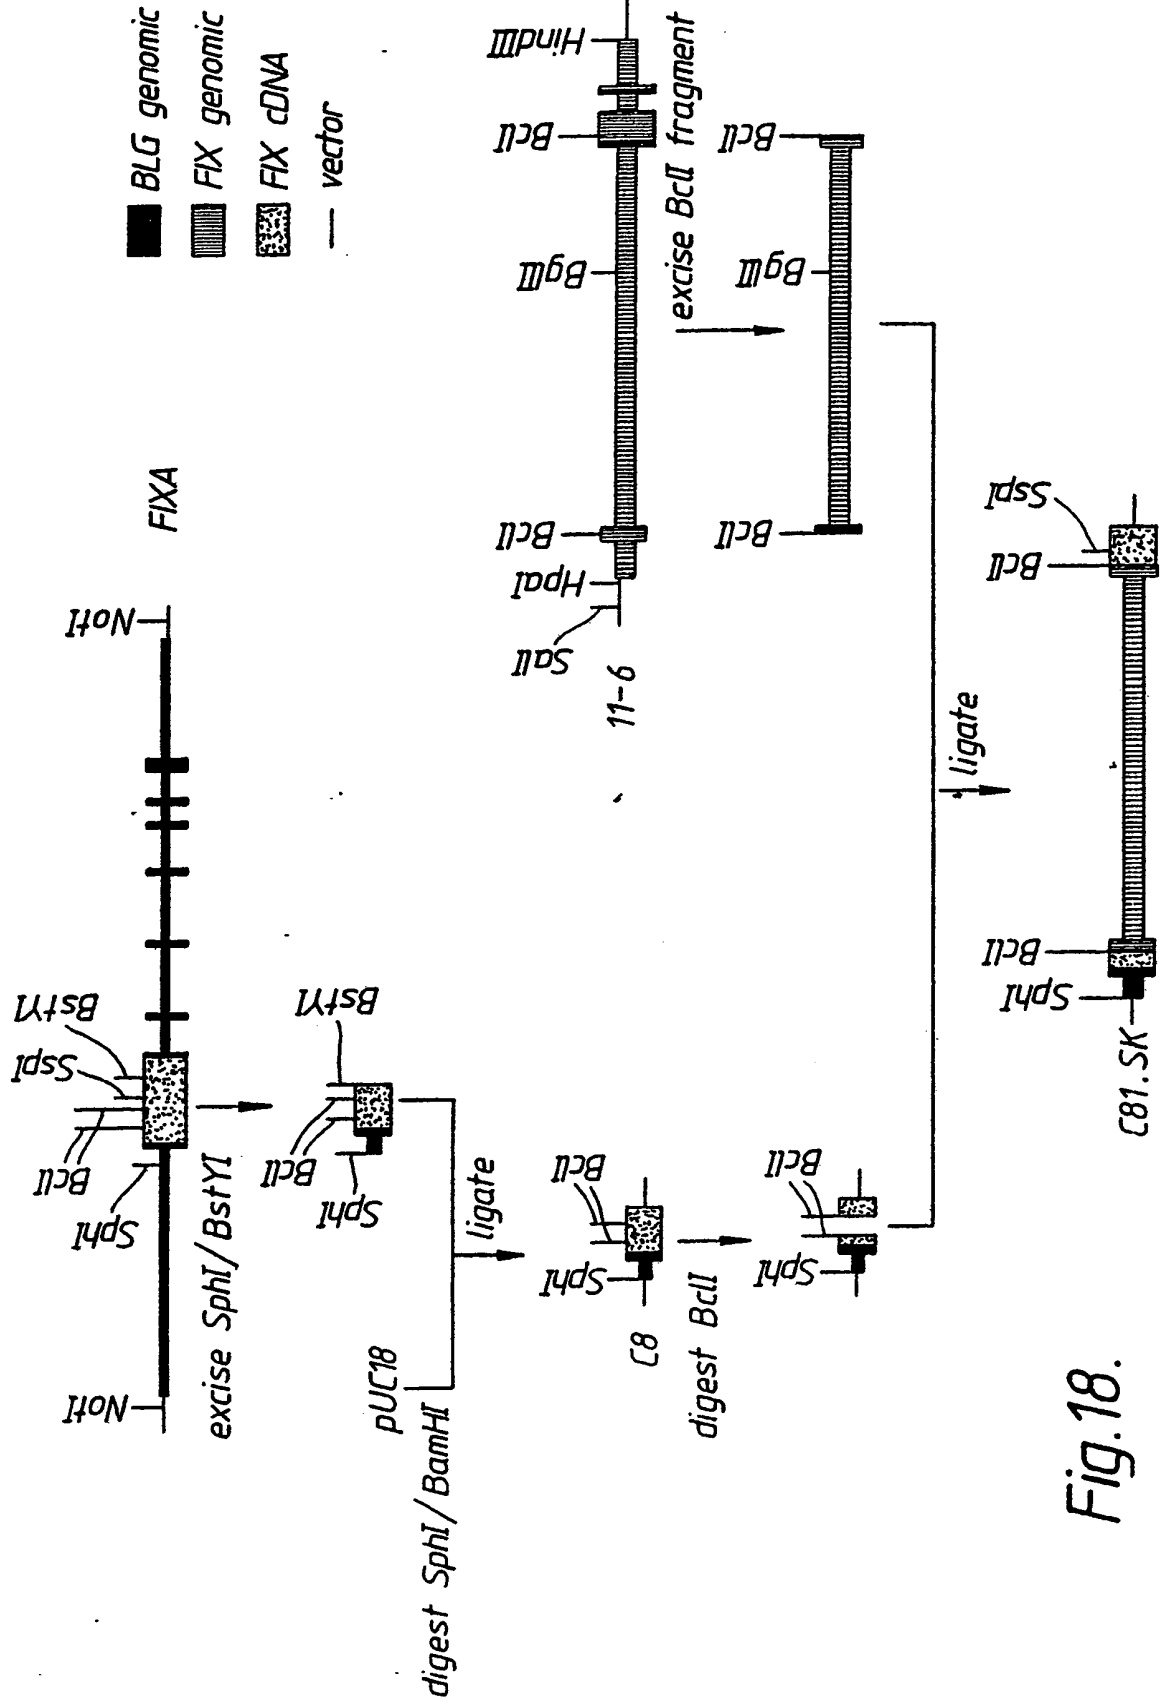 BLG genomic
FIX genomic
FIX cDNA
vector
NotI
SphI
BclI
SspI
BstYI
NotI
FIXA
excise SphI/BstYI
SphI
BclI
BstYI
pUC18
digest SphI/BamHI
ligate
SphI
BclI
C8
digest BclI
SphI
BclI
SalI
HpaI
BclI
BglII
BclI
HindIII
11-6
excise BclI fragment
BclI
BglII
BclI
ligate
SphI
BclI
BclI
SspI
C81.SK
Fig.18.